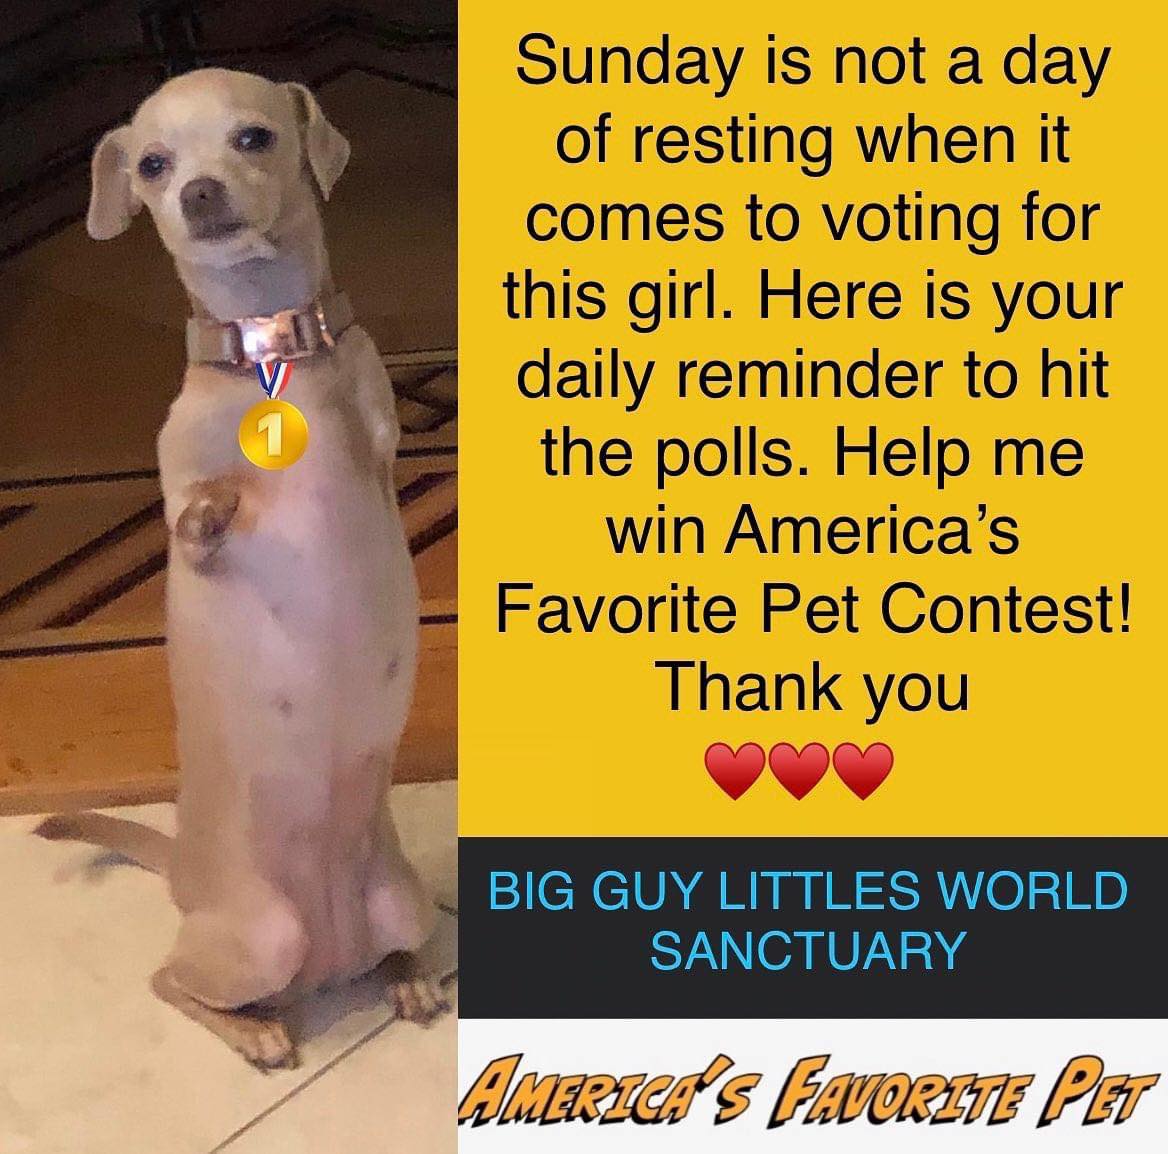 1
Sunday is not a day
of resting when it
comes to voting for
this girl. Here is your
daily reminder to hit
the polls. Help me
win America’s
Favorite Pet Contest!
Thank you
♥️♥️♥️
BIG GUY LITTLES WORLD
SANCTUARY
AMERICA'S FAVORITE PET